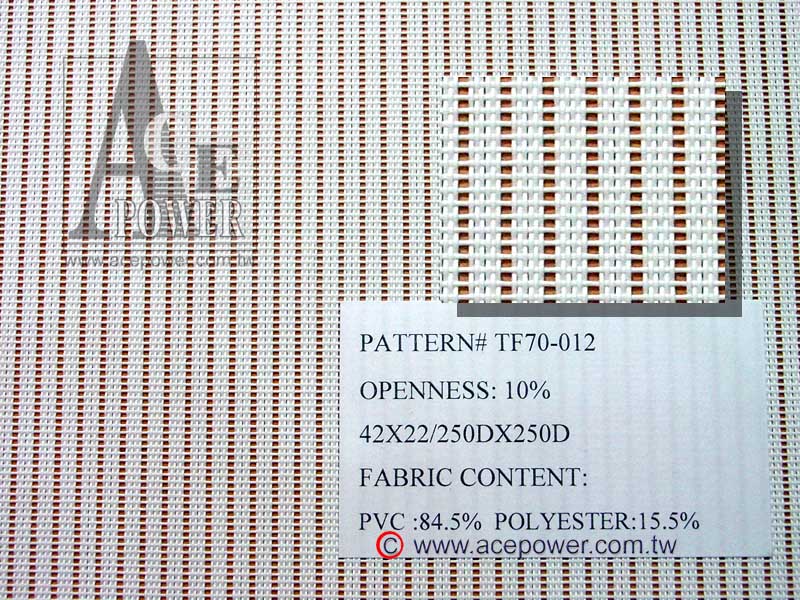 ACE
POWER
www.acepower.com.tw
PATTERN# TF70-012
OPENNESS: 10%
42X22/250DX250D
FABRIC CONTENT:
PVC :84.5% POLYESTER:15.5%
© www.acepower.com.tw